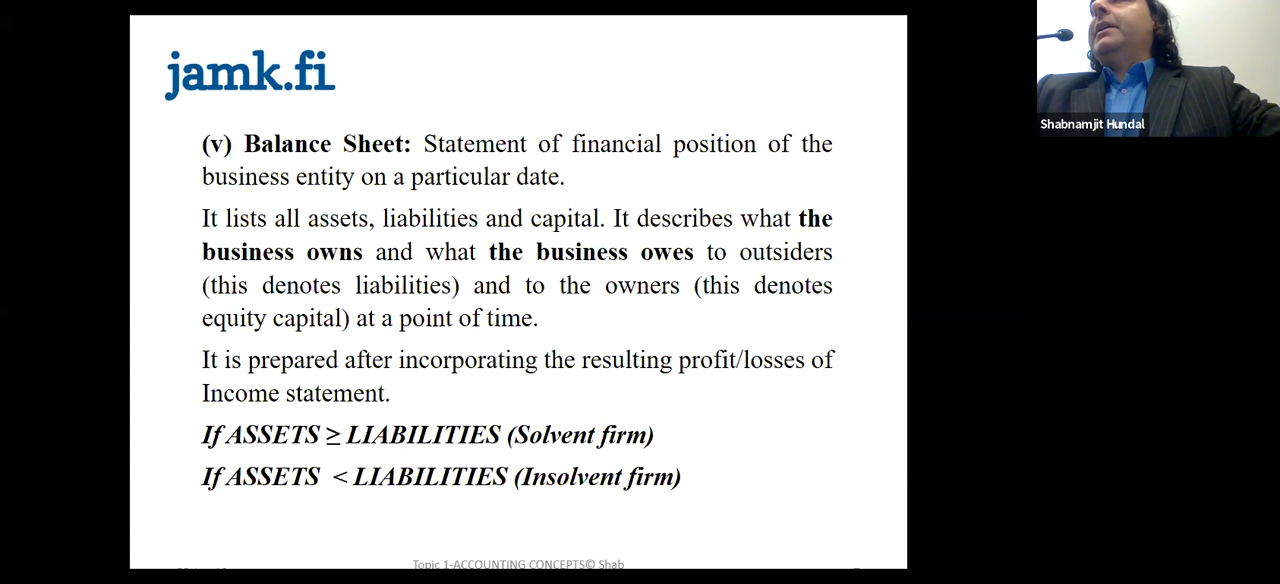 jamk.fi
Shabnamjit Hundal
(v) Balance Sheet: Statement of financial position of the
business entity on a particular date.
It lists all assets, liabilities and capital. It describes what the
business owns and what the business owes to outsiders
(this denotes liabilities) and to the owners (this denotes
equity capital) at a point of time.
It is prepared after incorporating the resulting profit/losses of
Income statement.
If ASSETS ≥ LIABILITIES (Solvent firm)
If ASSETS < LIABILITIES (Insolvent firm)
Topic 1-ACCOUNTING CONCEPTS© Shab